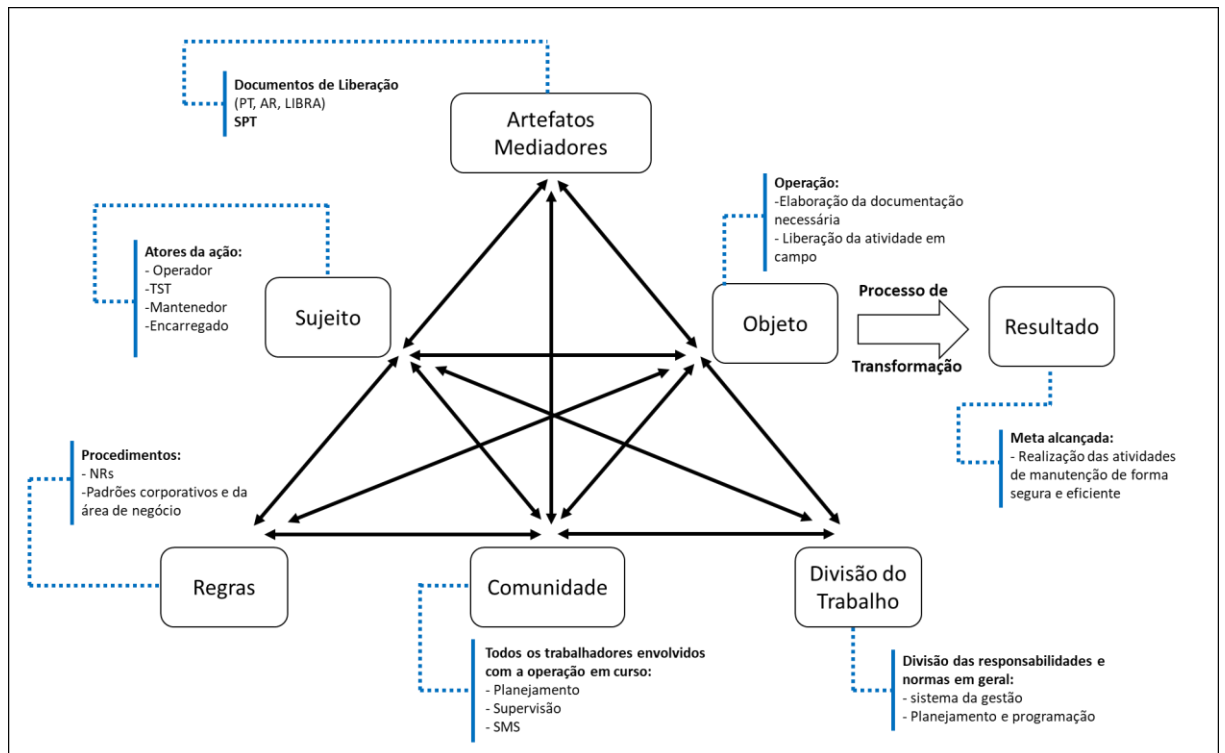 Documentos de Liberação
(PT, AR, LIBRA)
SPT
Artefatos
Mediadores
Operação:
-Elaboração da documentação
necessária
- Liberação da atividade em
campo
Atores da ação:
- Operador
-TST
-Mantenedor
-Encarregado
Sujeito
Objeto
Processo de
Transformação
Resultado
Meta alcançada:
- Realização das atividades
de manutenção de forma
segura e eficiente
Procedimentos:
- NRs
-Padrões corporativos e da
área de negócio
Regras
Comunidade
Divisão do
Trabalho
Todos os trabalhadores envolvidos
com a operação em curso:
- Planejamento
- Supervisão
- SMS
Divisão das responsabilidades e
normas em geral:
- sistema da gestão
- Planejamento e programação